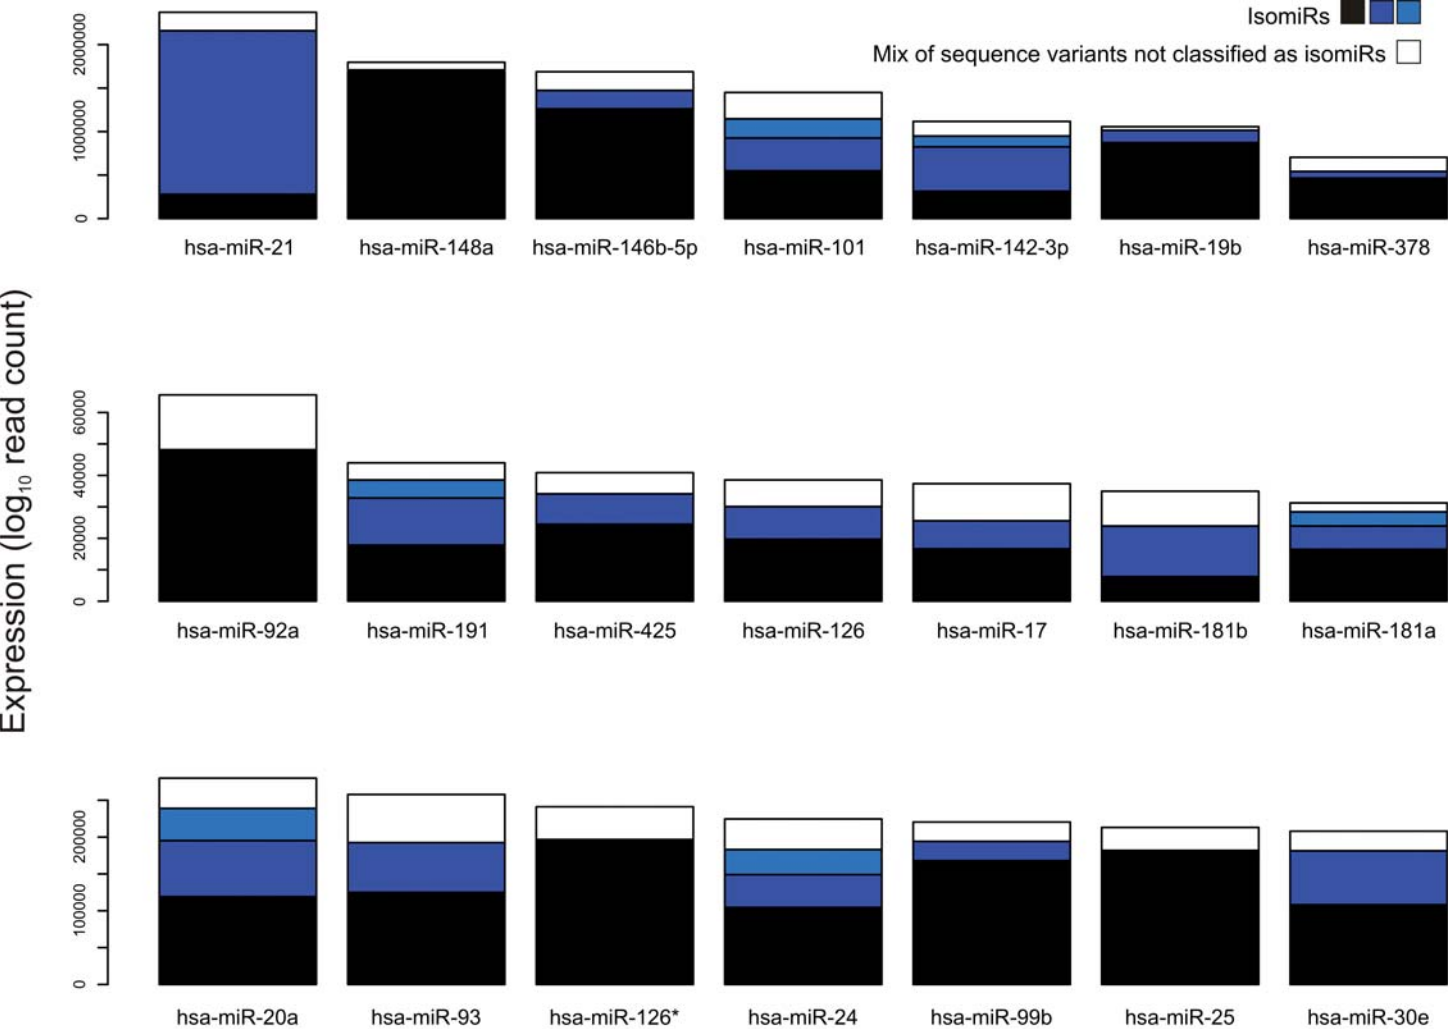 IsomiRs
Mix of sequence variants not classified as isomiRs
Expression (log10 read count)
2000000
1000000
0
hsa-miR-21 hsa-miR-148a hsa-miR-146b-5p hsa-miR-101 hsa-miR-142-3p hsa-miR-19b hsa-miR-378
60000
40000
20000
0
hsa-miR-92a hsa-miR-191 hsa-miR-425 hsa-miR-126 hsa-miR-17 hsa-miR-181b hsa-miR-181a
200000
100000
0
hsa-miR-20a hsa-miR-93 hsa-miR-126* hsa-miR-24 hsa-miR-99b hsa-miR-25 hsa-miR-30e